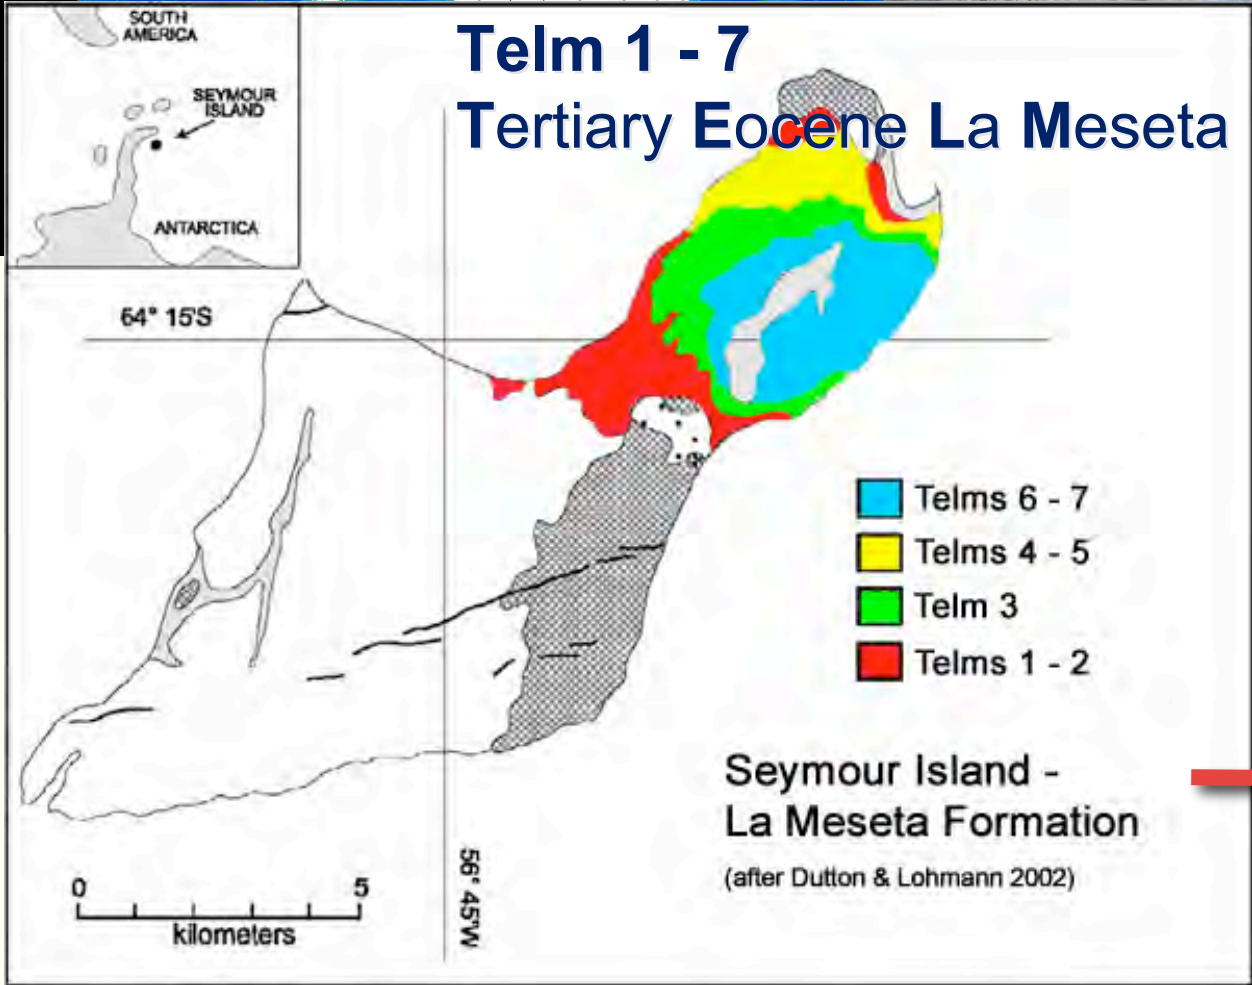 Telm 1 - 7
Tertiary Eocene La Meseta
SOUTH
AMERICA
SEYMOUR
ISLAND
ANTARCTICA
64° 15'S
Telms 6 - 7
Telms 4 - 5
Telm 3
Telms 1 - 2
Seymour Island -
La Meseta Formation
(after Dutton & Lohmann 2002)
56° 45'W
0 5
kilometers